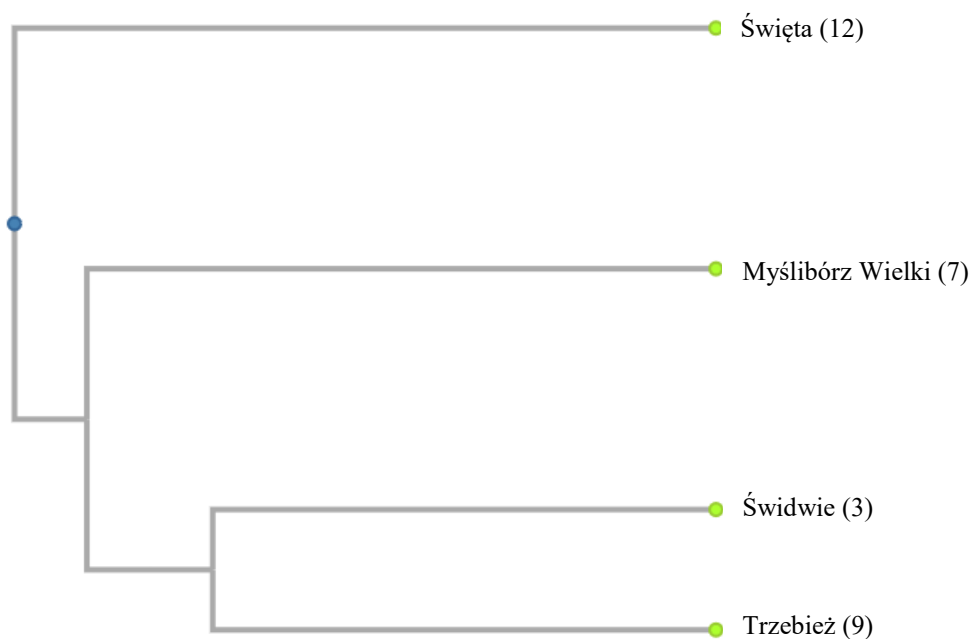 Święta (12)
Myślibórz Wielki (7)
Świdwie (3)
Trzebież (9)